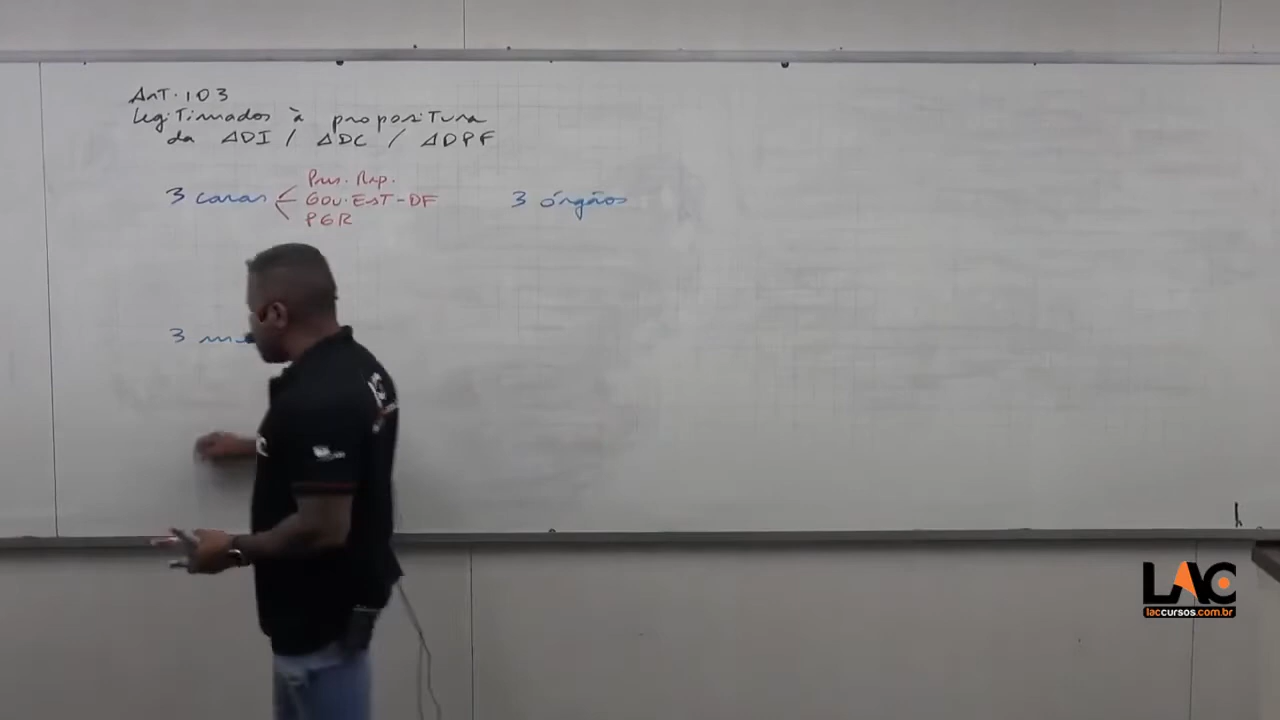 Art. 103
Legitimados à propositura
da ADI / ADC / ADPF
3 caras
Pres. Rep.
Gov. Est - DF
PGR
3 órgãos
3
LAC
laccursos.com.br